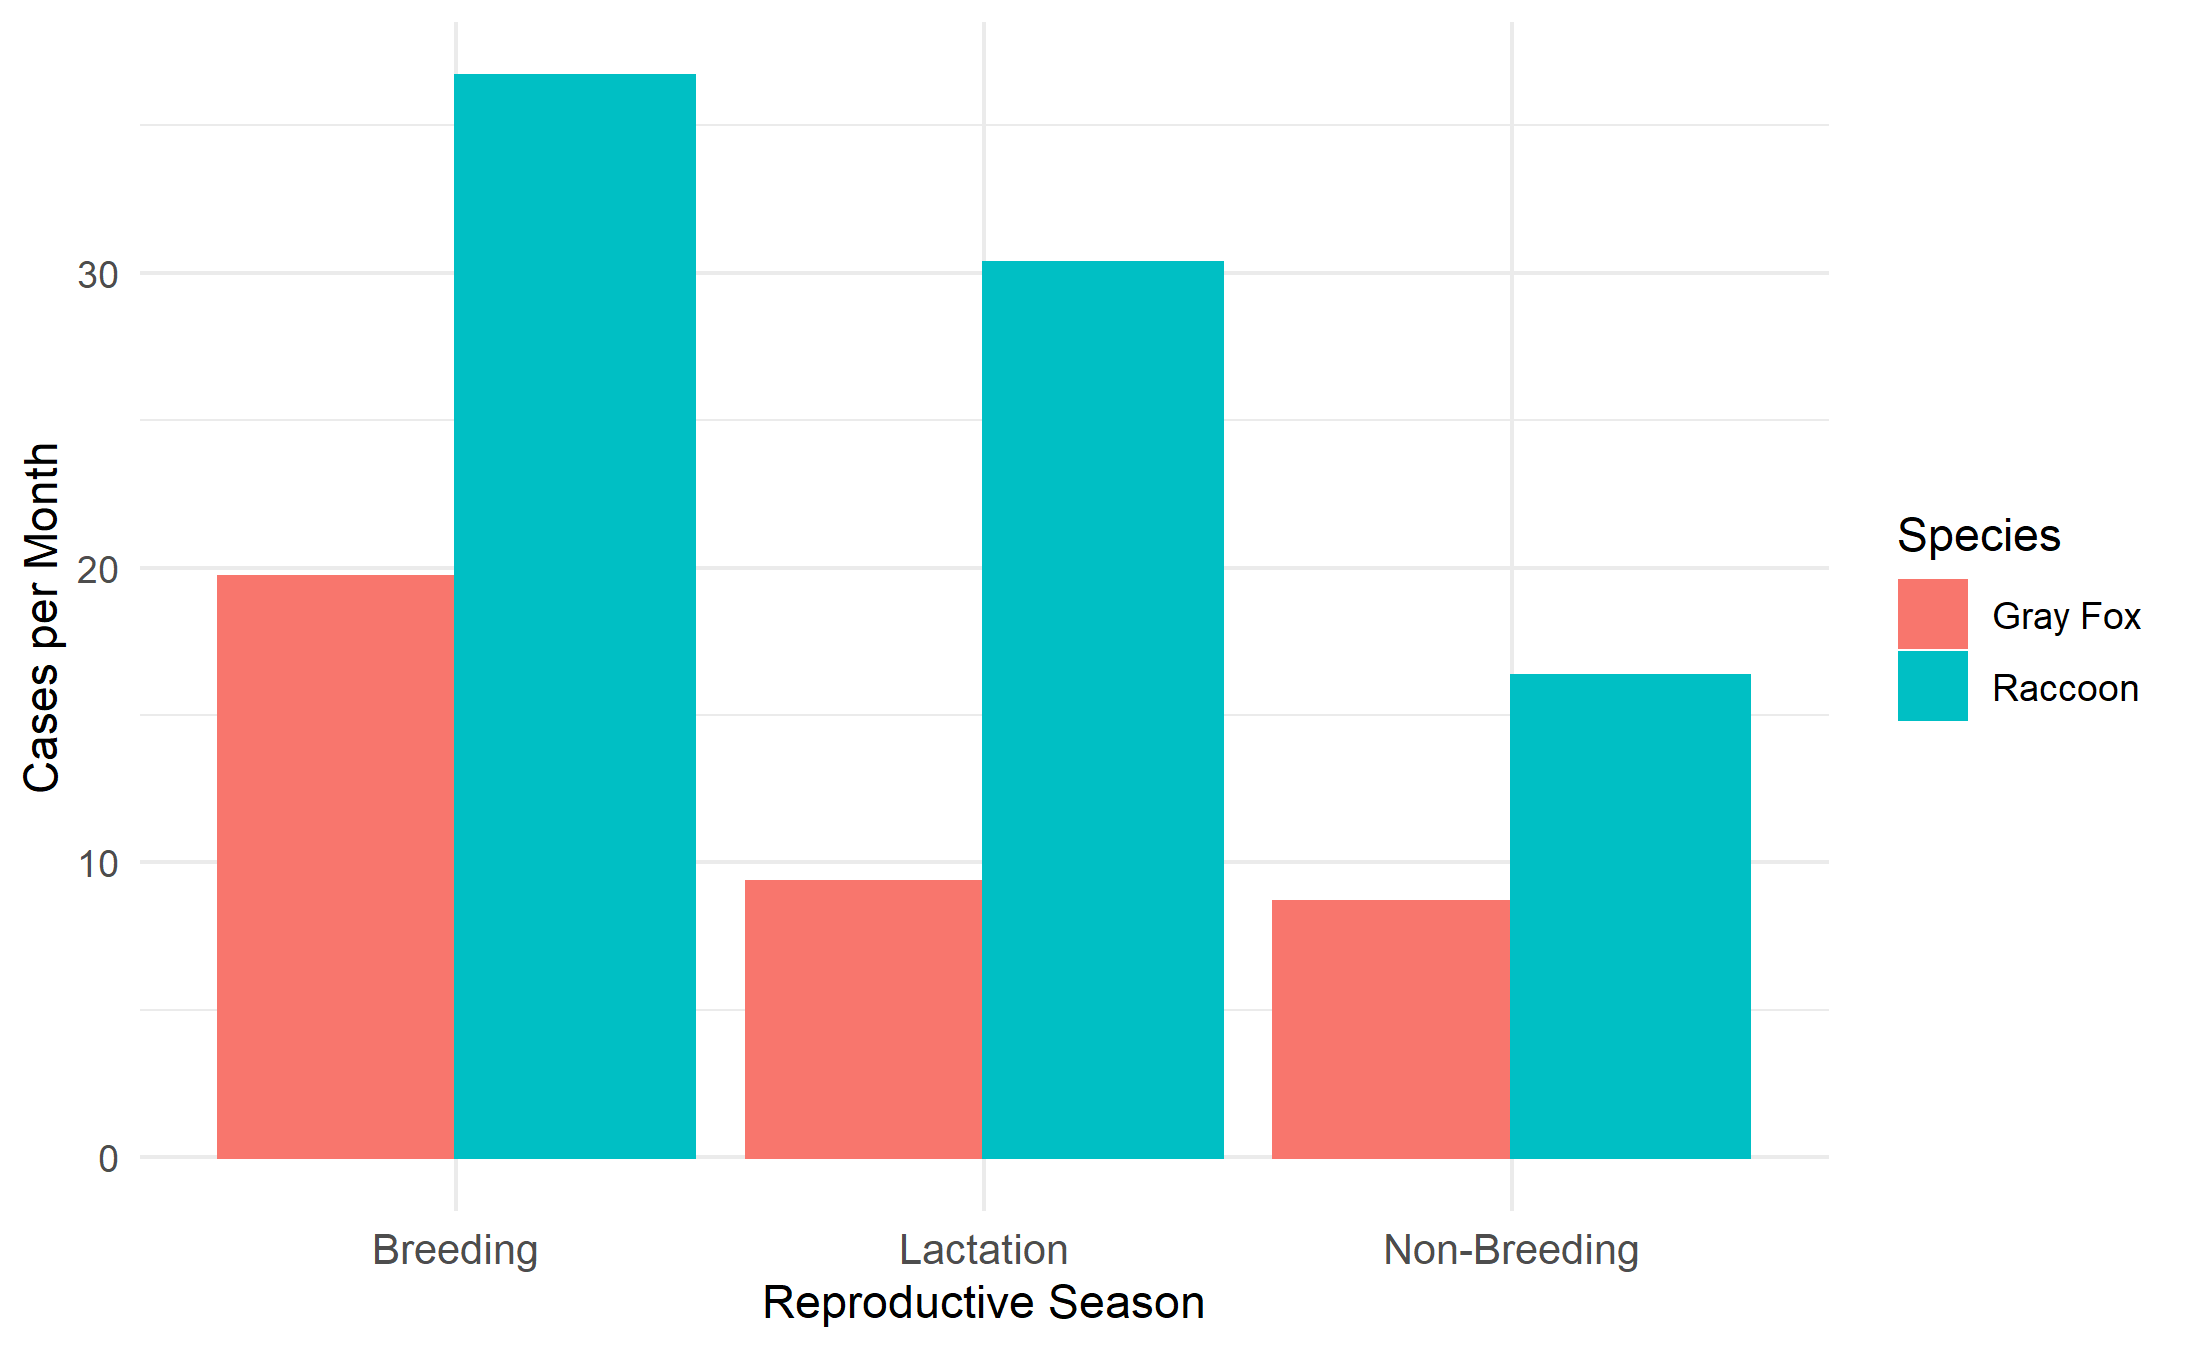 Cases per Month
30
20
10
0
Breeding
Lactation
Non-Breeding
Reproductive Season
Species
Gray Fox
Raccoon